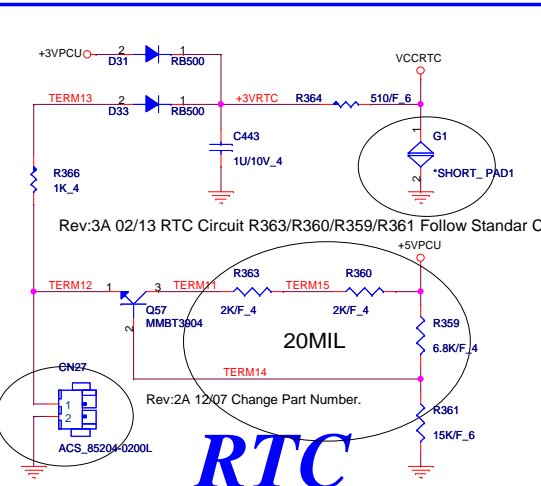 +3VPCU
2
1
D31
RB500
VCCRTC
TERM13
2
1
+3VRTC
R364
510/F_6
D33
RB500
C443
1U/10V_4
1
G1
2
*SHORT_ PAD1
R366
1K_4
Rev:3A 02/13 RTC Circuit R363/R360/R359/R361 Follow Standar C
+5VPCU
TERM12
1
3
TERM11
R363
TERM15
R360
Q57
MMBT3904
2K/F_4
2K/F_4
R359
6.8K/F_4
2
20MIL
TERM14
CN27
Rev:2A 12/07 Change Part Number.
1
2
R361
15K/F_6
ACS_85204-0200L
RTC